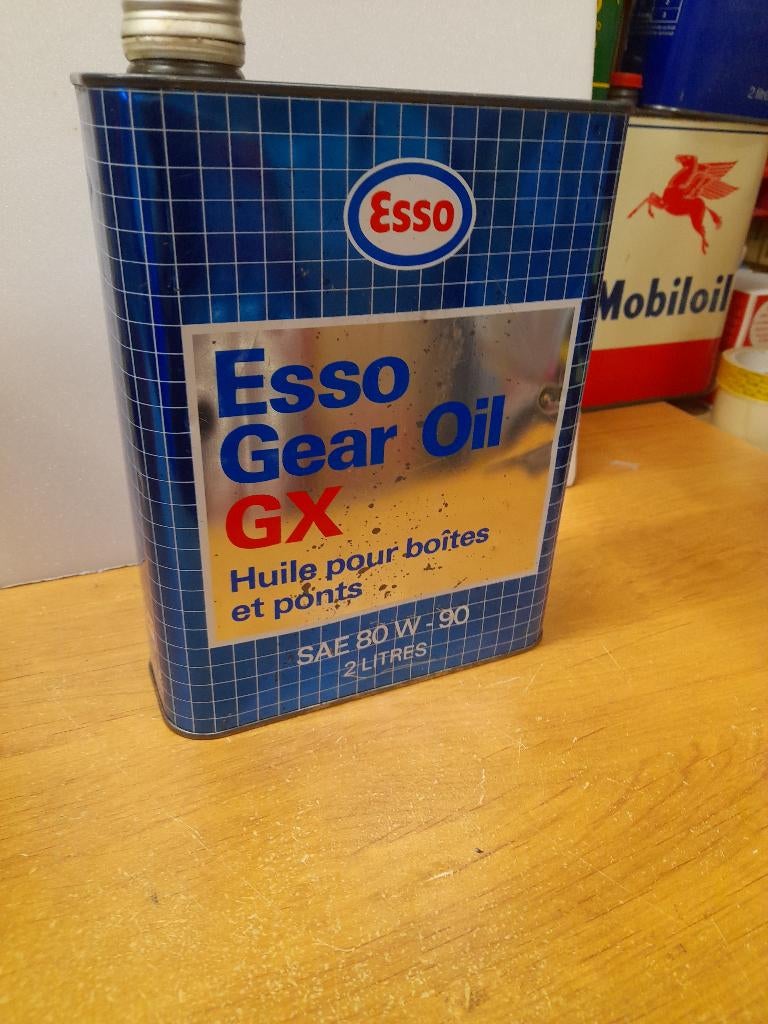 Esso
Esso
Gear Oil
GX
Huile pour boîtes
et ponts
SAE 80 W - 90
2 LITRES
Mobiloil